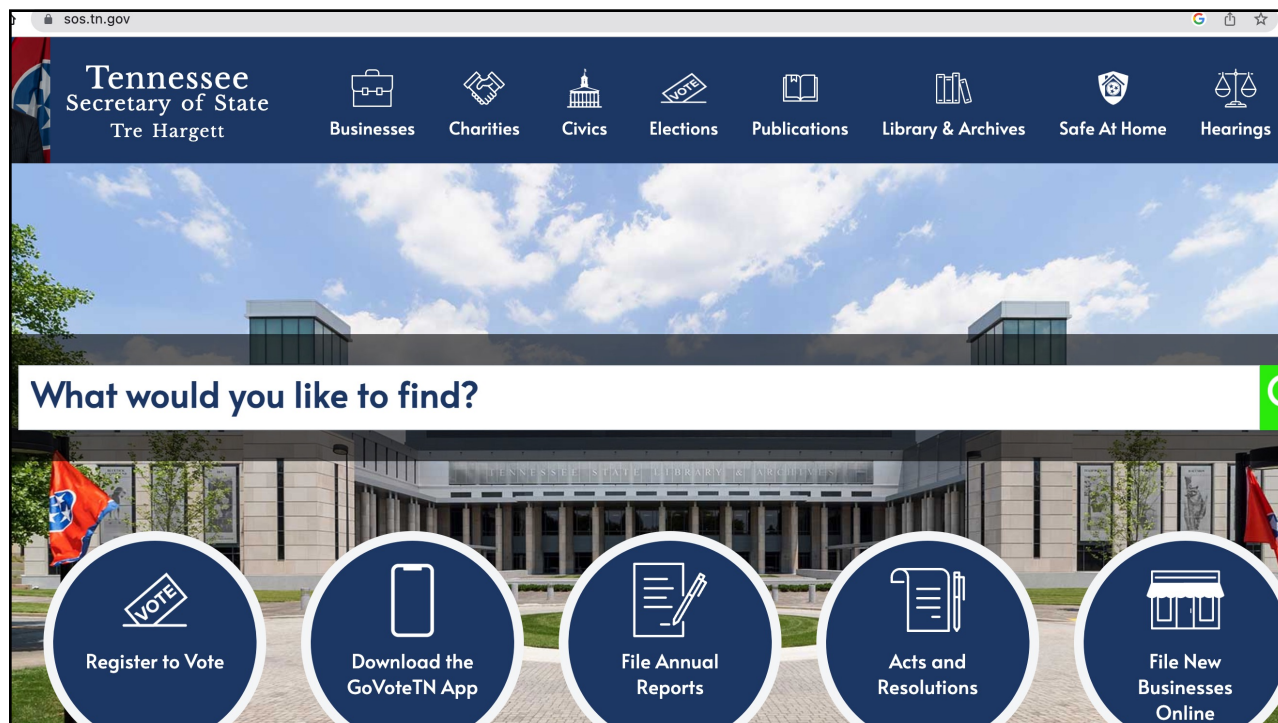 sos.tn.gov
Tennessee
Secretary of State
Tre Hargett
Businesses
Charities
Civics
VOTE
Elections
Publications
Library & Archives
Safe At Home
Hearings
What would you like to find?
TENNESSEE STATE LIBRARY & ARCHIVES
VOTE
Register to Vote
Download the
GoVoteTN App
File Annual
Reports
Acts and
Resolutions
File New
Businesses
Online